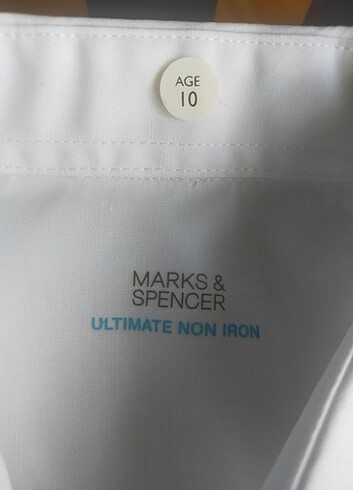 AGE
10
MARKS &
SPENCER
ULTIMATE NON IRON